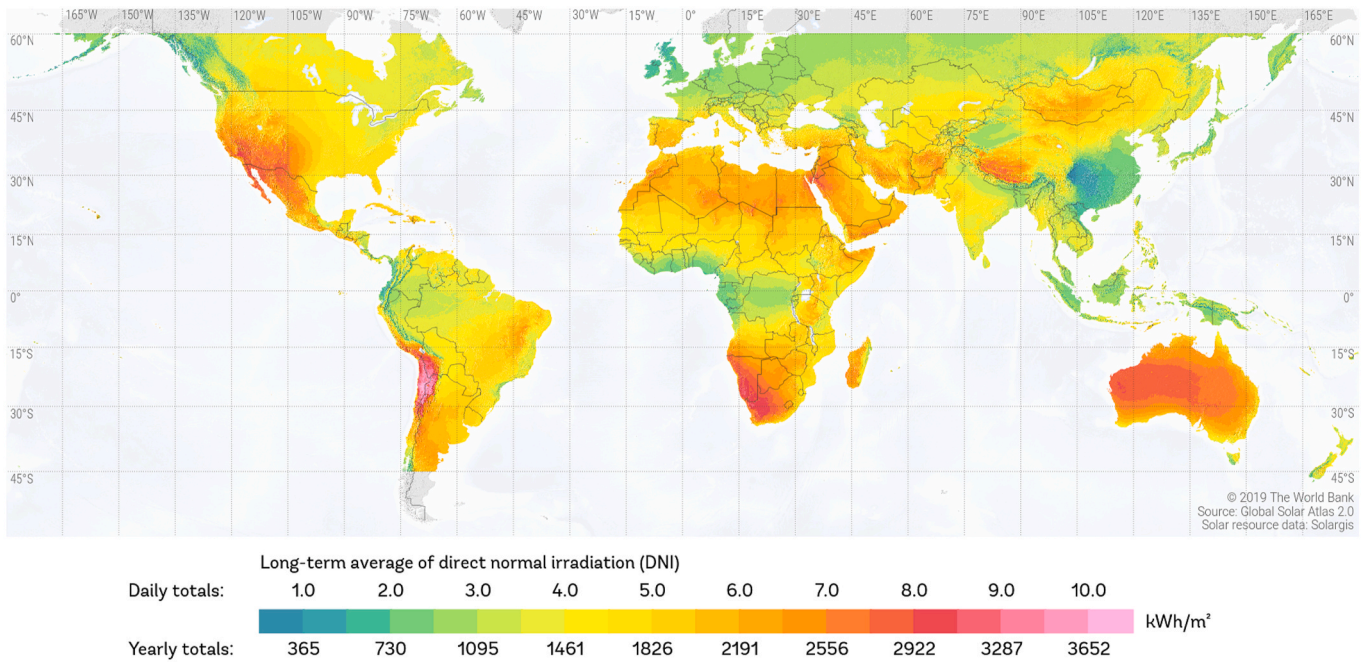 165°W 150°W 135°W 120°W 105°W 90°W 75°W 60°W 45°W 30°W 15°W 0° 15°E 30°E 45°E 60°E 75°E 90°E 105°E 120°E 135°E 150°E 165°E
60°N 60°N
45°N 45°N
30°N 30°N
15°N 15°N
0° 0°
15°S 15°S
30°S 30°S
45°S 45°S
© 2019 The World Bank
Source: Global Solar Atlas 2.0
Solar resource data: Solargis
Long-term average of direct normal irradiation (DNI)
Daily totals: 1.0 2.0 3.0 4.0 5.0 6.0 7.0 8.0 9.0 10.0
kWh/m²
Yearly totals: 365 730 1095 1461 1826 2191 2556 2922 3287 3652